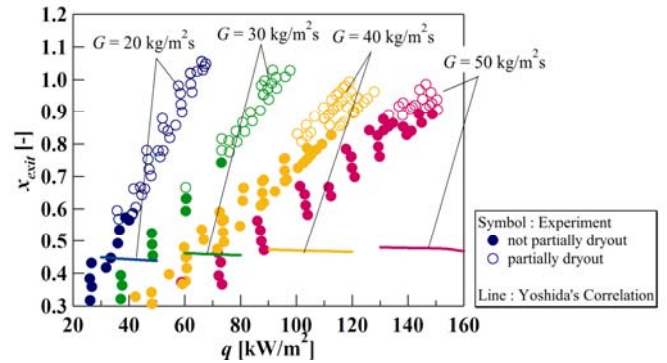 G = 20 kg/m²s
G = 30 kg/m²s
G = 40 kg/m²s
G = 50 kg/m²s
1.1
1.0
0.9
0.8
0.7
0.6
0.5
0.4
0.3
x_exit [-]
20 40 60 80 100 120 140 160
q [kW/m²]
Symbol : Experiment
not partially dryout
partially dryout
Line : Yoshida's Correlation